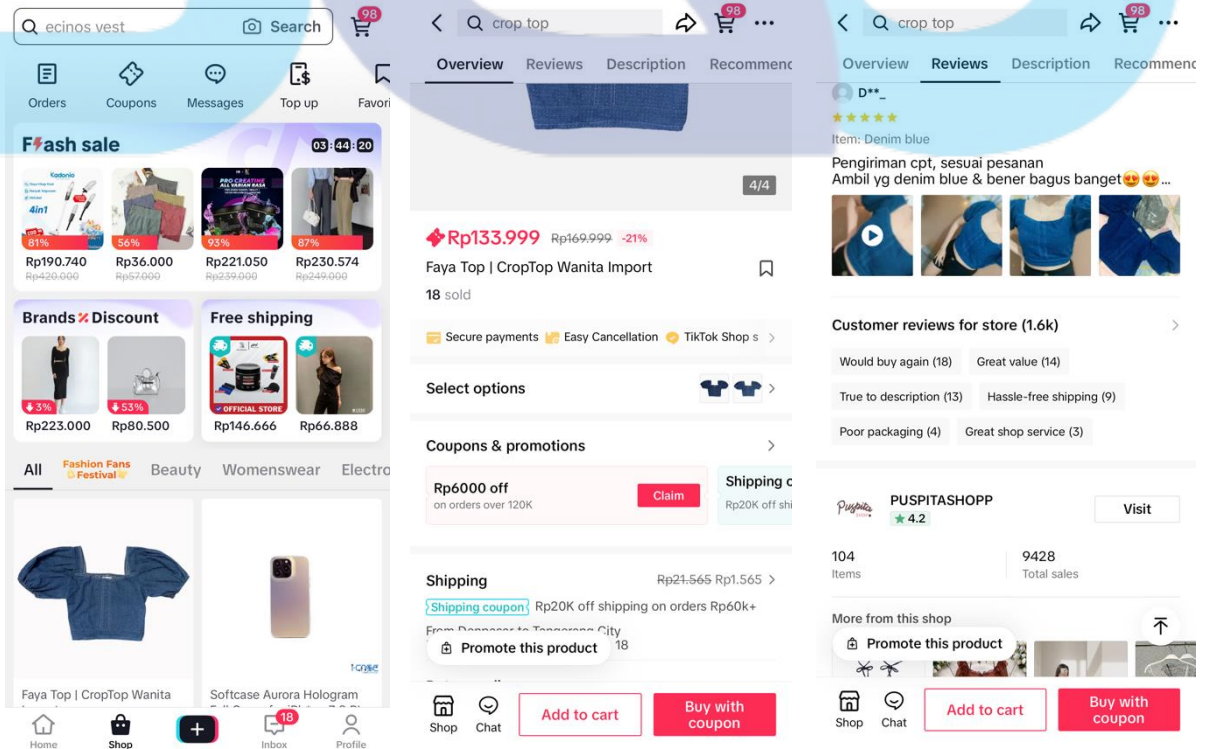 ecinos vest
Search
98
Orders
Coupons
Messages
Top up
Favori
Flash sale
03:44:20
Kadonio
4in1
PRO CREATINE
ALL VARIAN RASA
81%
56%
93%
87%
Rp190.740
Rp36.000
Rp221.050
Rp230.574
Rp420.000
Rp57.000
Rp239.000
Rp249.000
Brands % Discount
Free shipping
OFFICIAL STORE
3%
53%
Rp223.000
Rp80.500
Rp146.666
Rp66.888
All
Fashion Fans
Festival
Beauty
Womenswear
Electro
Faya Top | CropTop Wanita
Softcase Aurora Hologram
Home
Shop
18
Inbox
Profile
crop top
98
Overview
Reviews
Description
Recommend
4/4
Rp133.999 Rp169.999 -21%
Faya Top | CropTop Wanita Import
18 sold
Secure payments
Easy Cancellation
TikTok Shop s
Select options
Coupons & promotions
Rp6000 off
on orders over 120K
Claim
Shipping c
Rp20K off shi
Shipping
Rp21.565 Rp1.565
Shipping coupon Rp20K off shipping on orders Rp60k+
From Denpasar to Tangerang City
18
Promote this product
Shop
Chat
Add to cart
Buy with
coupon
crop top
98
Overview
Reviews
Description
Recommend
D**_
Item: Denim blue
Pengiriman cpt, sesuai pesanan
Ambil yg denim blue & bener bagus banget😍😍...
Customer reviews for store (1.6k)
Would buy again (18)
Great value (14)
True to description (13)
Hassle-free shipping (9)
Poor packaging (4)
Great shop service (3)
Puspita
PUSPITASHOPP
4.2
Visit
104
Items
9428
Total sales
More from this shop
Promote this product
Shop
Chat
Add to cart
Buy with
coupon